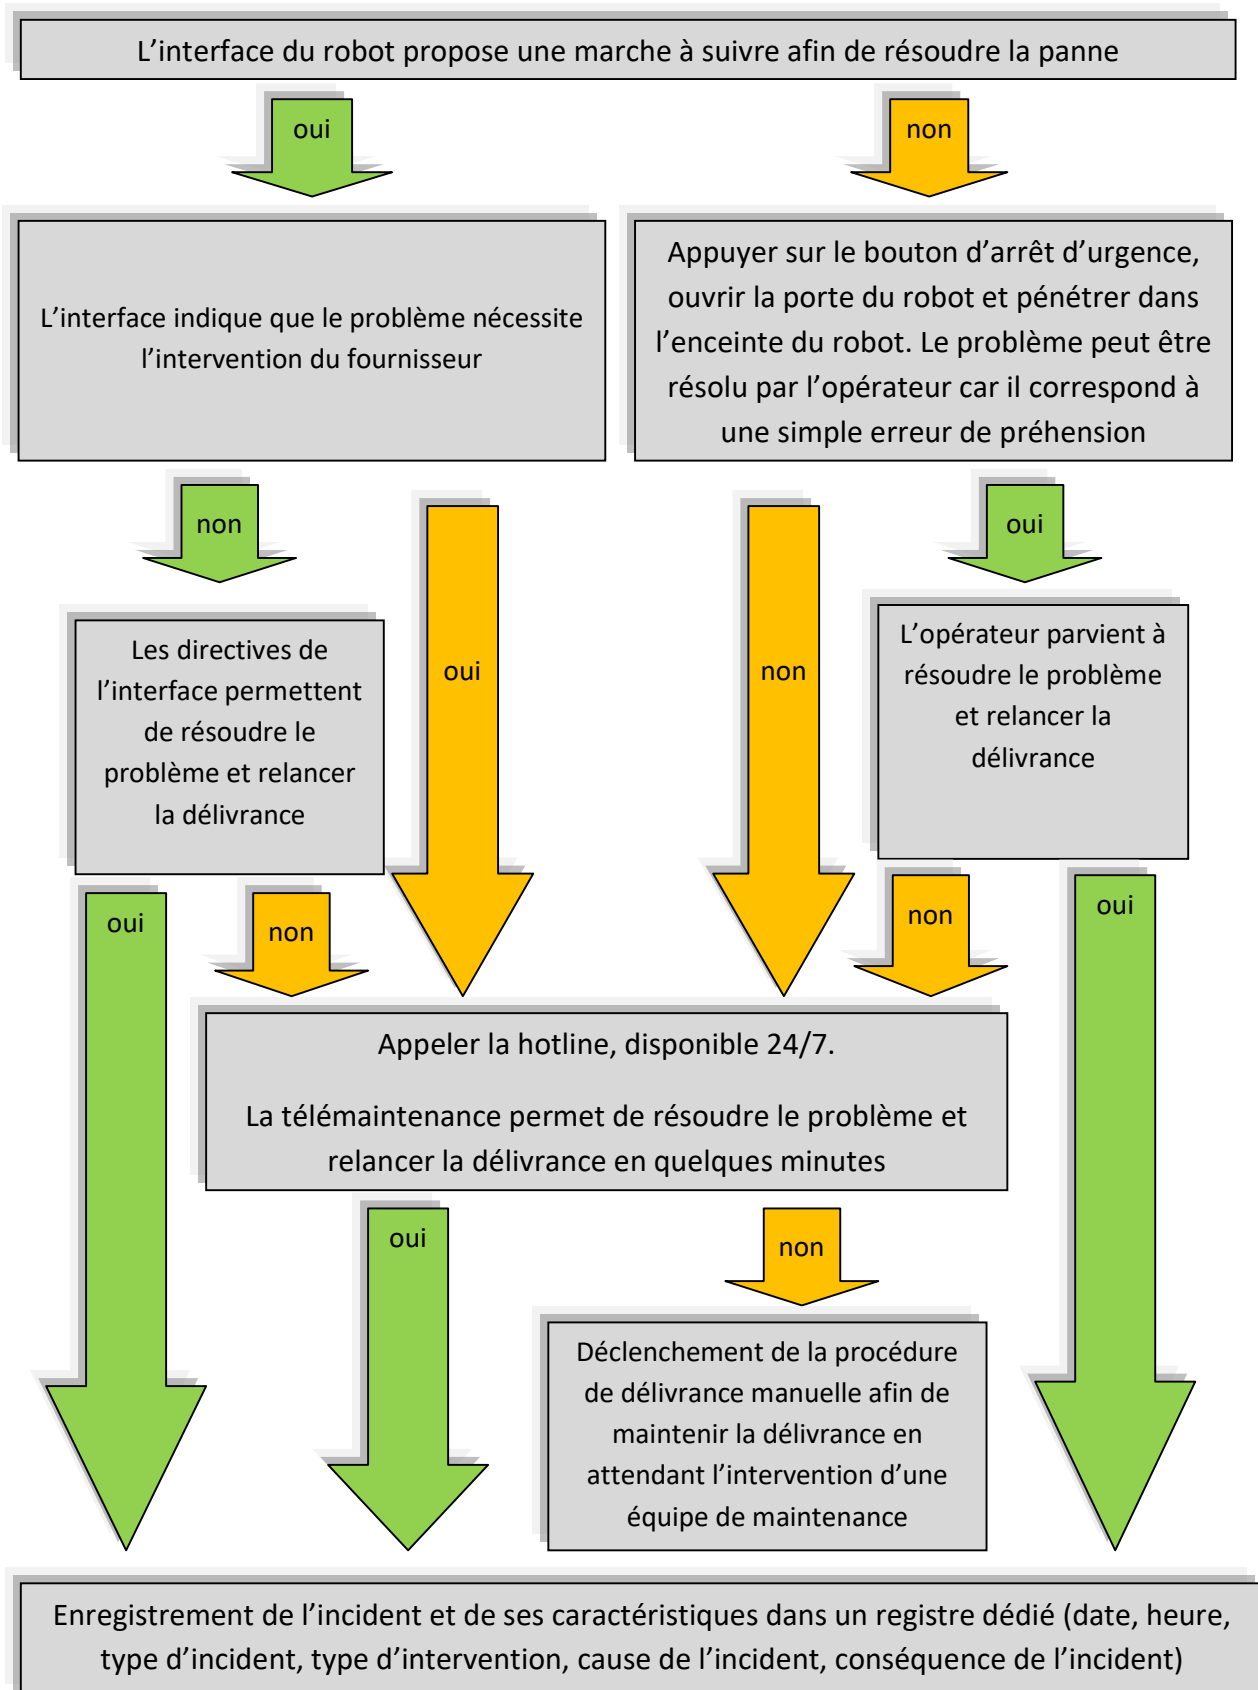 L’interface du robot propose une marche à suivre afin de résoudre la panne
oui
non
L’interface indique que le problème nécessite
l’intervention du fournisseur
Appuyer sur le bouton d’arrêt d’urgence,
ouvrir la porte du robot et pénétrer dans
l’enceinte du robot. Le problème peut être
résolu par l’opérateur car il correspond à
une simple erreur de préhension
non
oui
non
oui
Les directives de
l’interface permettent
de résoudre le
problème et relancer
la délivrance
L’opérateur parvient à
résoudre le problème
et relancer la
délivrance
oui
non
non
oui
Appeler la hotline, disponible 24/7.
La télémaintenance permet de résoudre le problème et
relancer la délivrance en quelques minutes
oui
non
Déclenchement de la procédure
de délivrance manuelle afin de
maintenir la délivrance en
attendant l’intervention d’une
équipe de maintenance
Enregistrement de l’incident et de ses caractéristiques dans un registre dédié (date, heure,
type d’incident, type d’intervention, cause de l’incident, conséquence de l’incident)